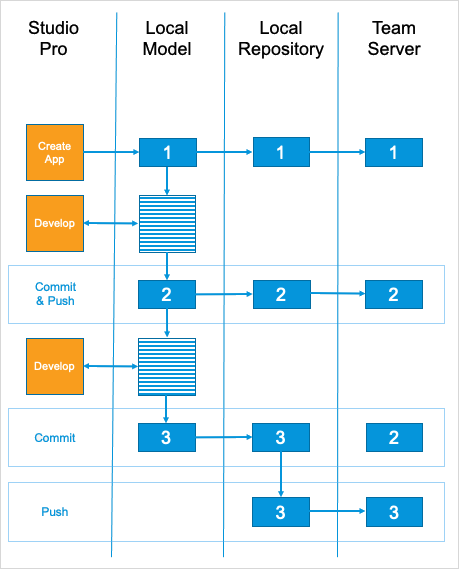 Studio
Pro
Local
Model
Local
Repository
Team
Server
Create
App
1
1
1
Develop
Commit
& Push
2
2
2
Develop
Commit
3
3
2
Push
3
3